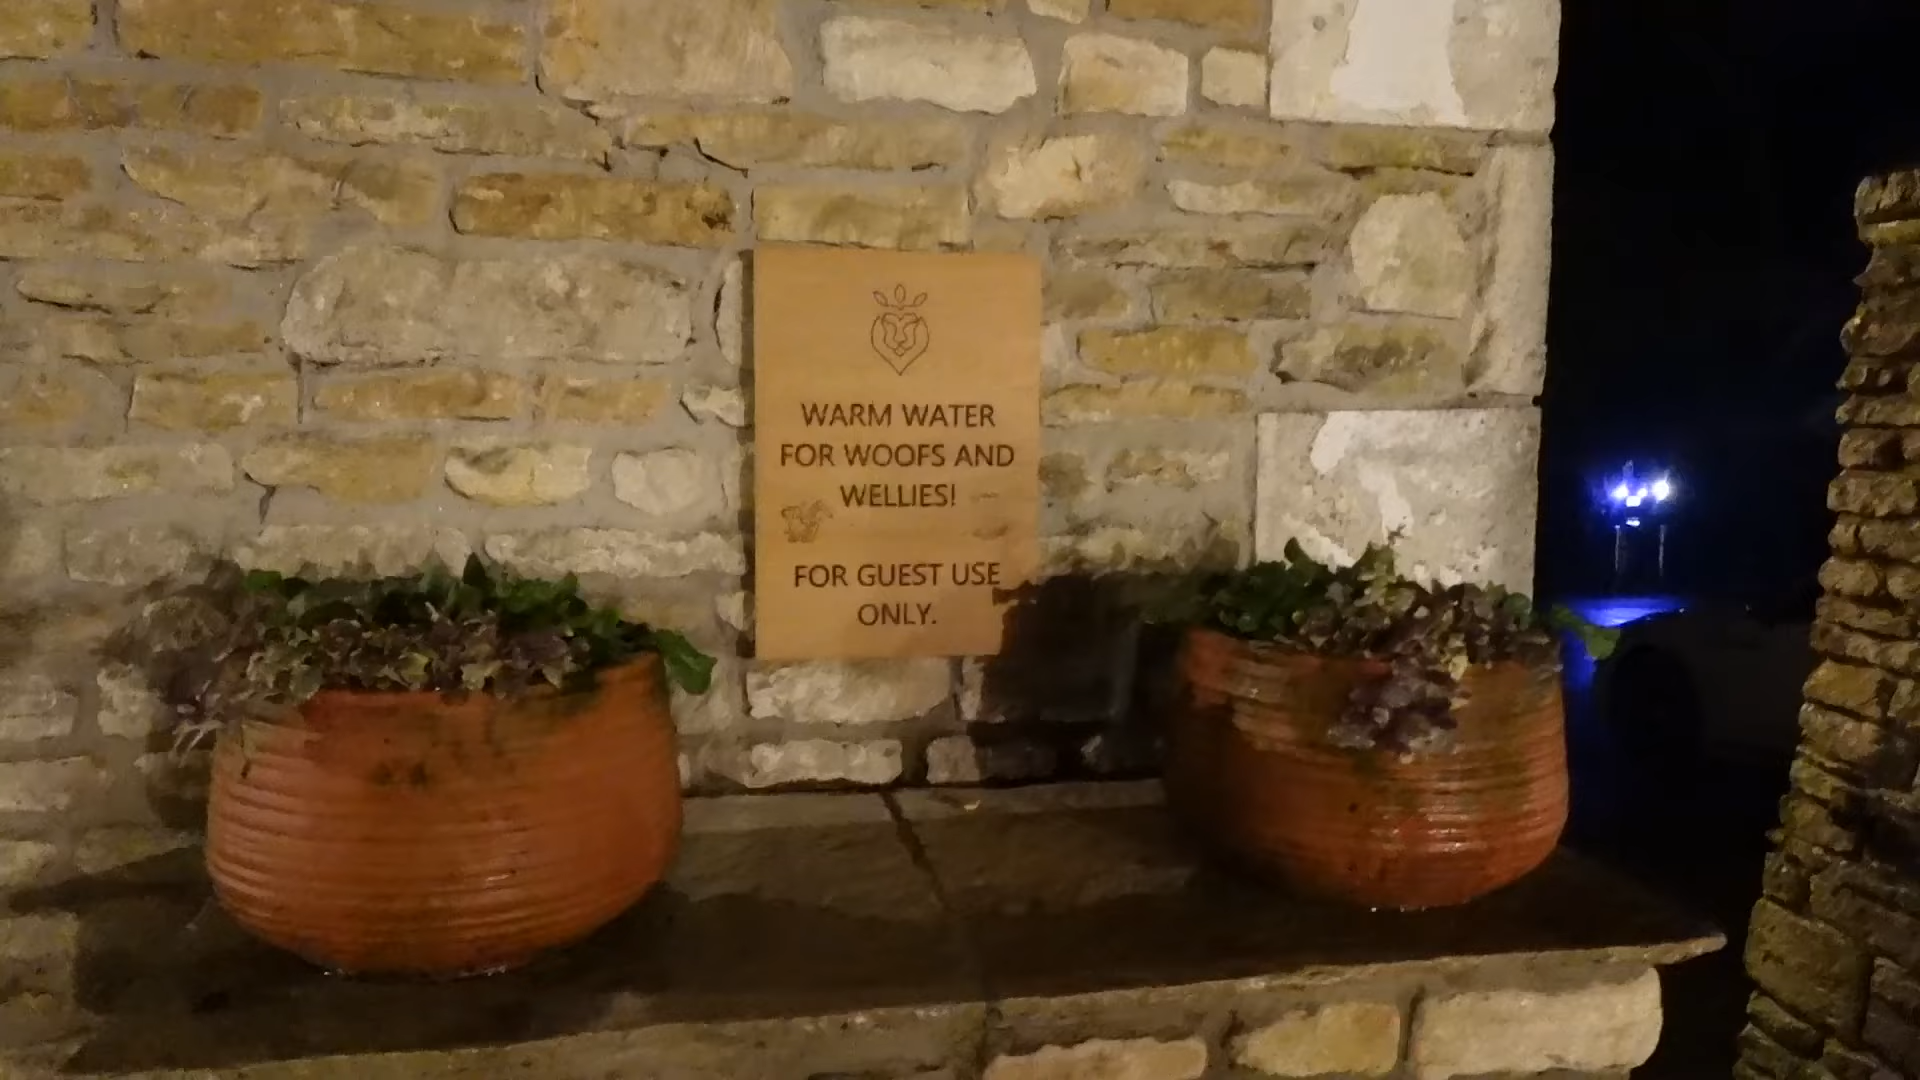 WARM WATER
FOR WOOFS AND
WELLIES!
FOR GUEST USE
ONLY.